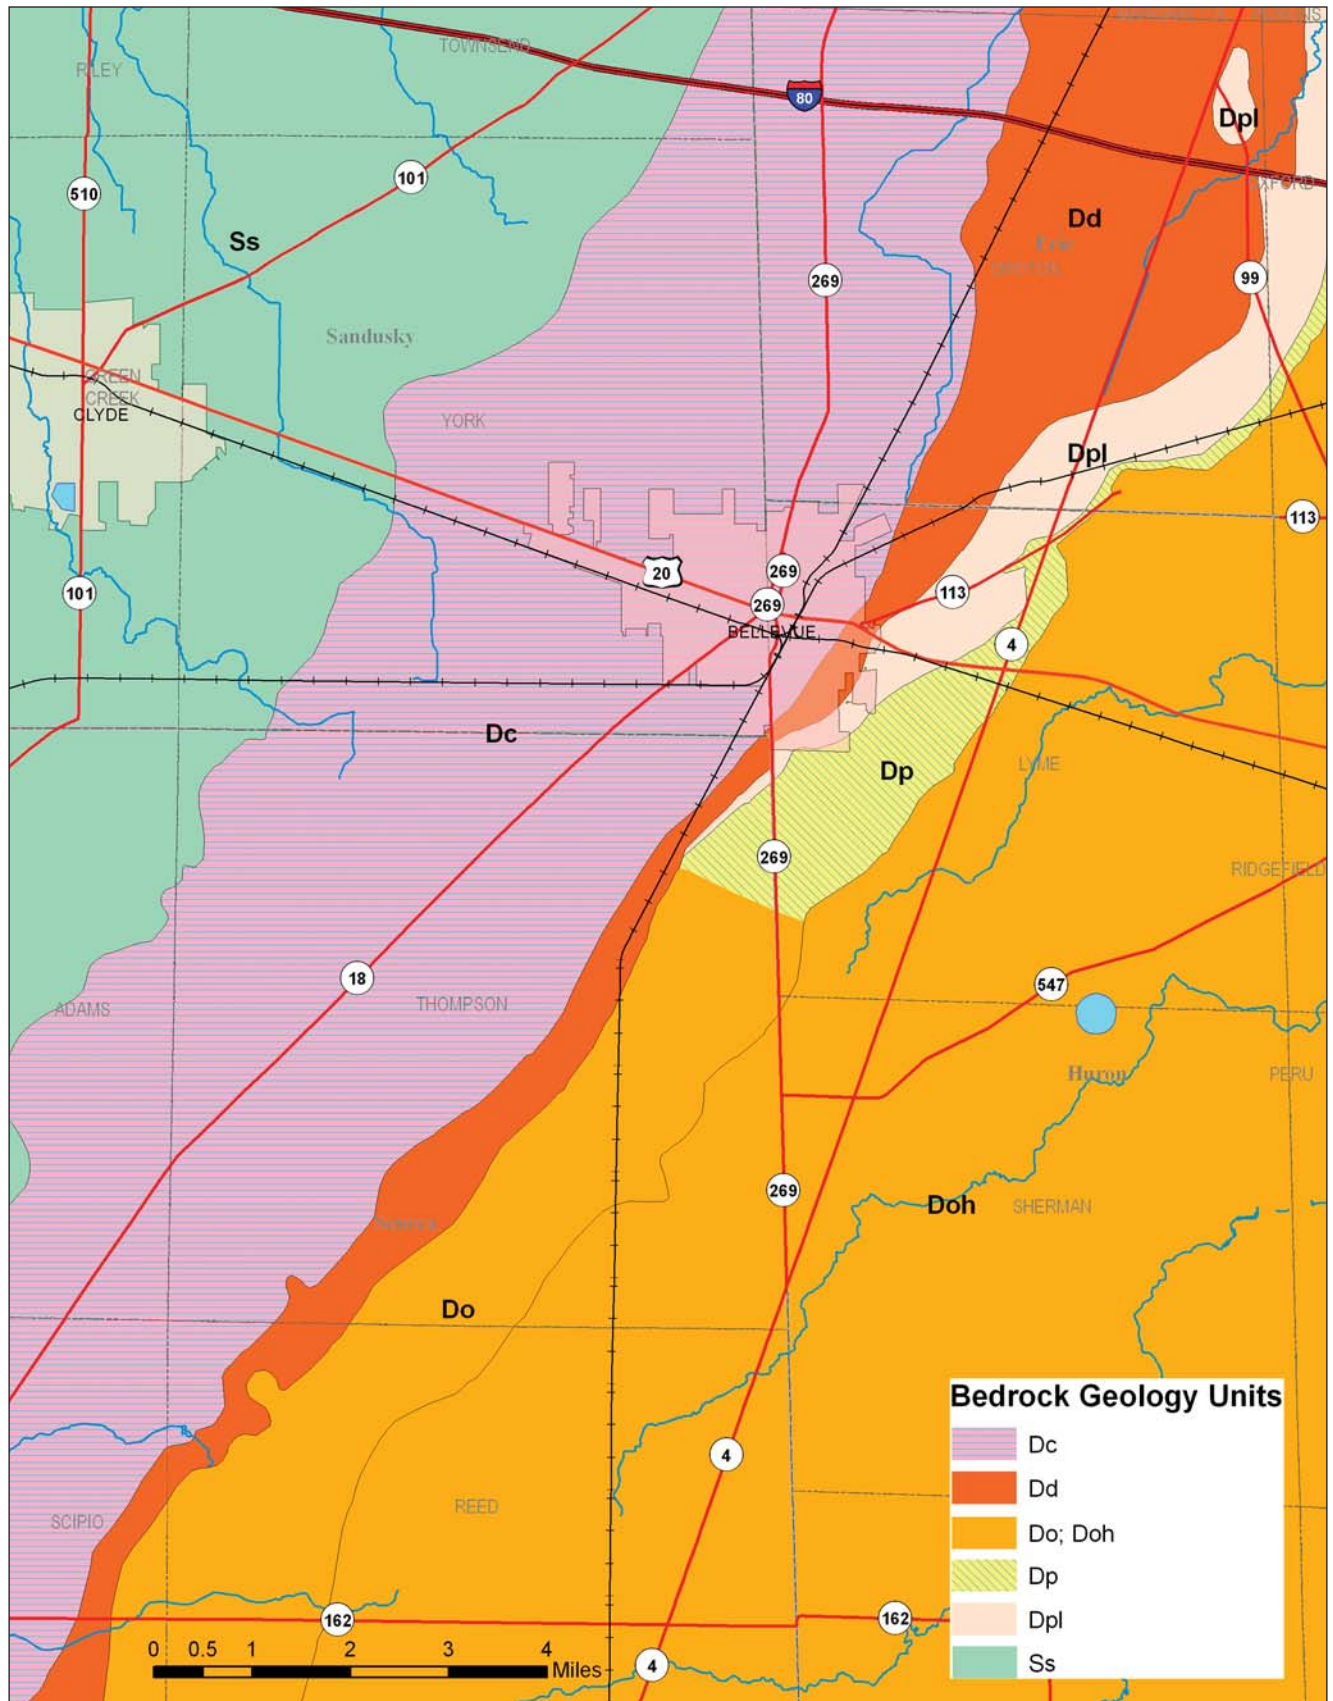 TOWNSEND
RILEY
80
Dpl
101
510
OXFORD
Dd
Ss
Erie
GROTON
99
269
Sandusky
GREEN
CREEK
CLYDE
YORK
Dpl
113
20
269
101
113
269
BELLEVUE
4
Dc
Dp
LYME
269
RIDGEFIELD
18
547
ADAMS
THOMPSON
Huron
PERU
269
Doh
SHERMAN
Seneca
Do
Bedrock Geology Units
Dc
4
Dd
REED
SCIPIO
Do; Doh
Dp
162
162
Dpl
0 0.5 1 2 3 4
Miles
4
Ss